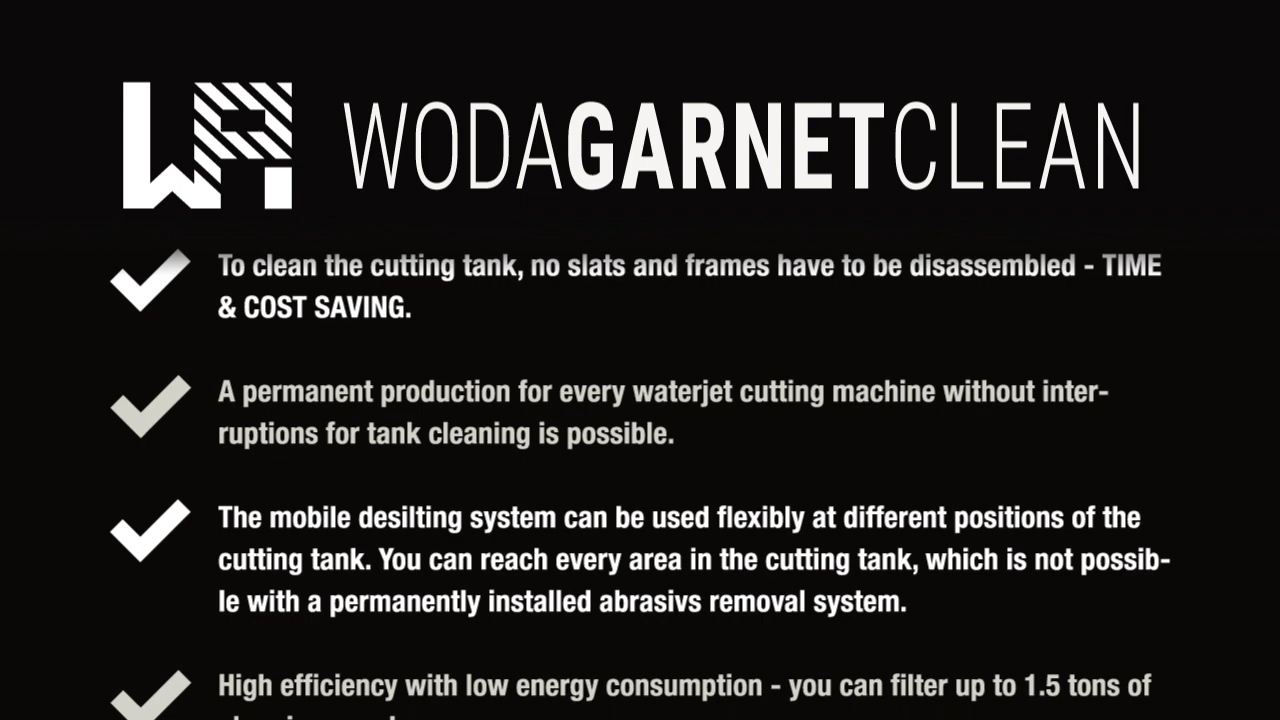 WA WODAGARNETCLEAN
To clean the cutting tank, no slats and frames have to be disassembled - TIME
& COST SAVING.
A permanent production for every waterjet cutting machine without inter-
ruptions for tank cleaning is possible.
The mobile desilting system can be used flexibly at different positions of the
cutting tank. You can reach every area in the cutting tank, which is not possib-
le with a permanently installed abrasivs removal system.
High efficiency with low energy consumption - you can filter up to 1.5 tons of